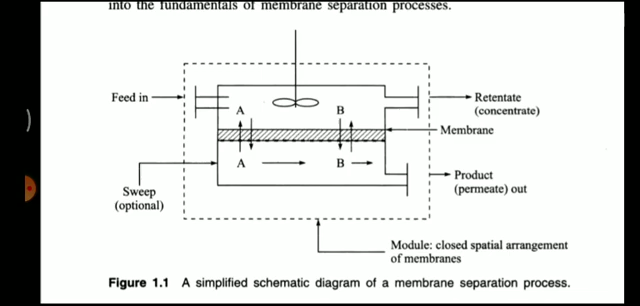 into the fundamentals of membrane separation processes.
Feed in
Retentate
(concentrate)
A
B
Membrane
A
B
Product
(permeate) out
Sweep
(optional)
Module: closed spatial arrangement
of membranes
Figure 1.1 A simplified schematic diagram of a membrane separation process.